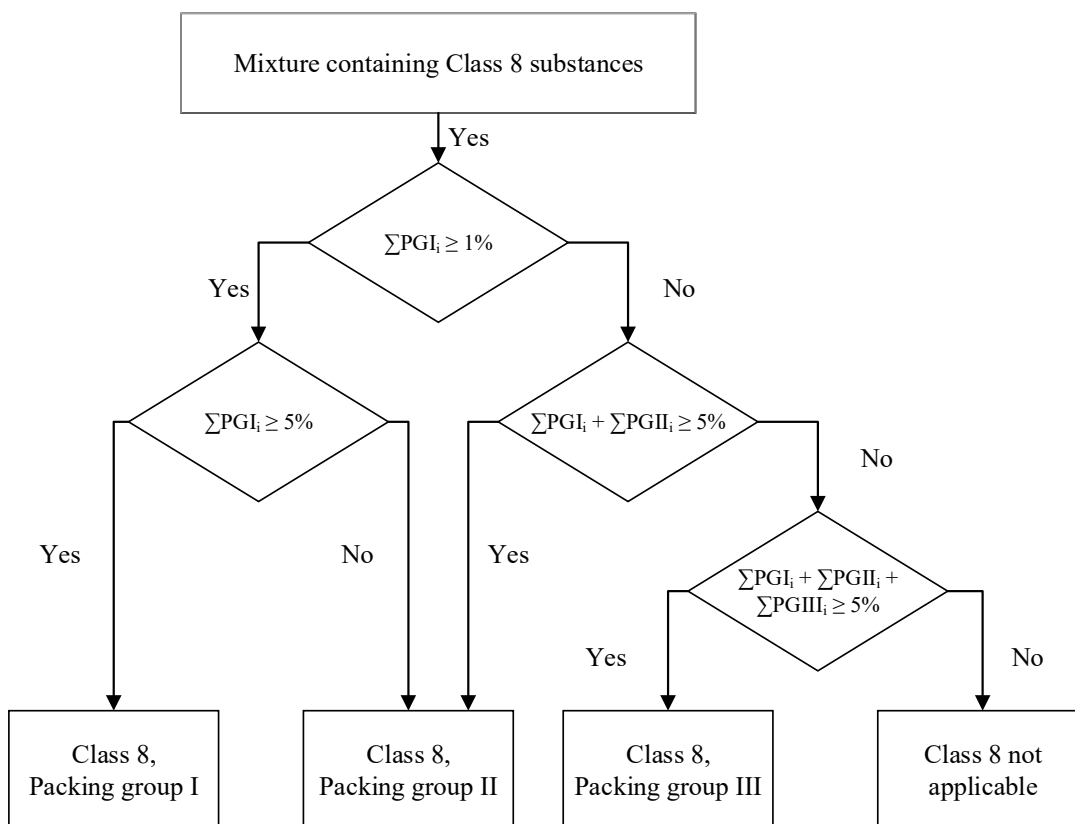 Mixture containing Class 8 substances
Yes
∑PGIᵢ ≥ 1%
Yes
No
∑PGIᵢ ≥ 5%
∑PGIᵢ + ∑PGIIᵢ ≥ 5%
No
Yes
No
Yes
∑PGIᵢ + ∑PGIIᵢ +
∑PGIIIᵢ ≥ 5%
Yes
No
Class 8,
Packing group I
Class 8,
Packing group II
Class 8,
Packing group III
Class 8 not
applicable